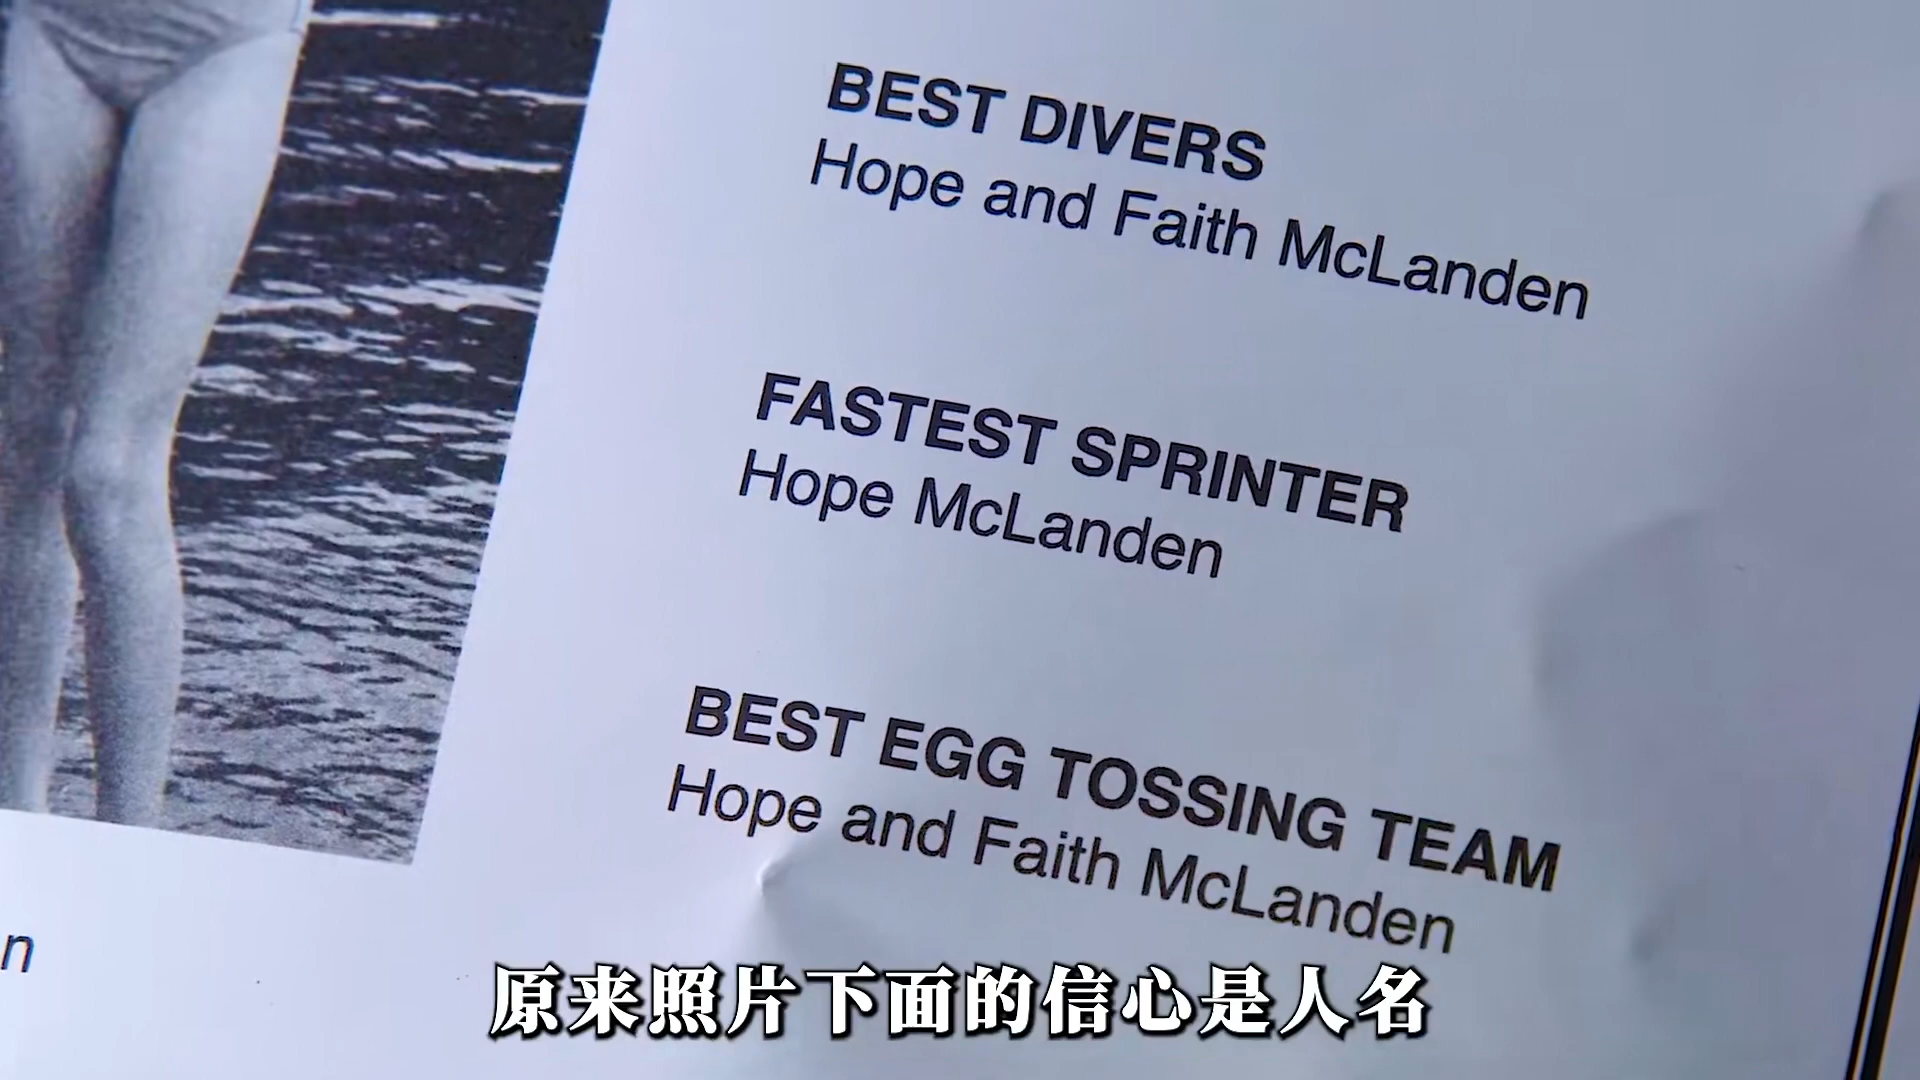 BEST DIVERS
Hope and Faith McLanden
FASTEST SPRINTER
Hope McLanden
BEST EGG TOSSING TEAM
Hope and Faith McLanden
n
原来照片下面的信心是人名